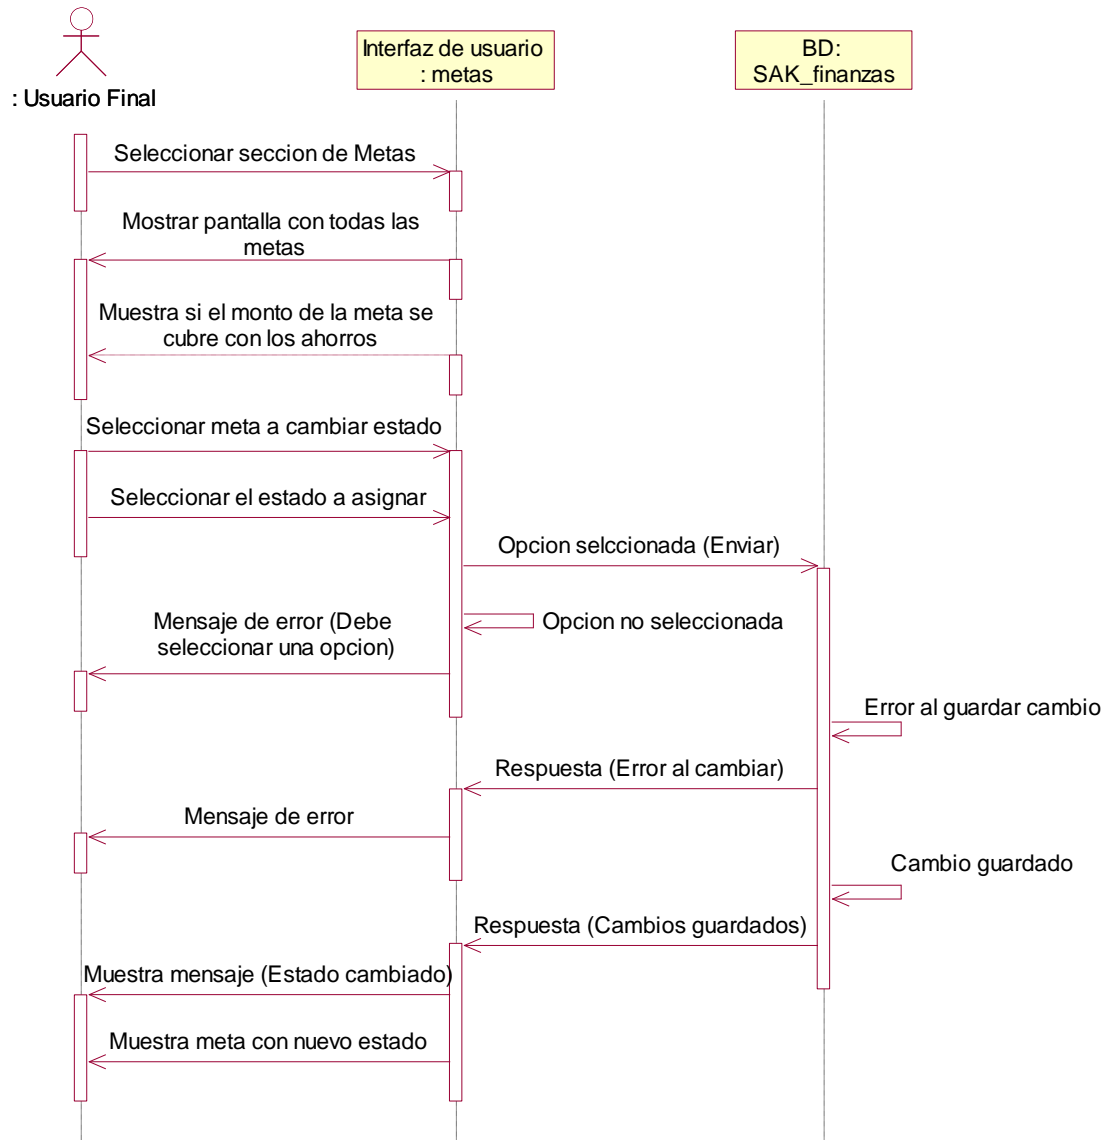 : Usuario Final
Interfaz de usuario
: metas
BD:
SAK_finanzas
Seleccionar seccion de Metas
Mostrar pantalla con todas las
metas
Muestra si el monto de la meta se
cubre con los ahorros
Seleccionar meta a cambiar estado
Seleccionar el estado a asignar
Opcion selccionada (Enviar)
Opcion no seleccionada
Mensaje de error (Debe
seleccionar una opcion)
Error al guardar cambio
Respuesta (Error al cambiar)
Mensaje de error
Cambio guardado
Respuesta (Cambios guardados)
Muestra mensaje (Estado cambiado)
Muestra meta con nuevo estado